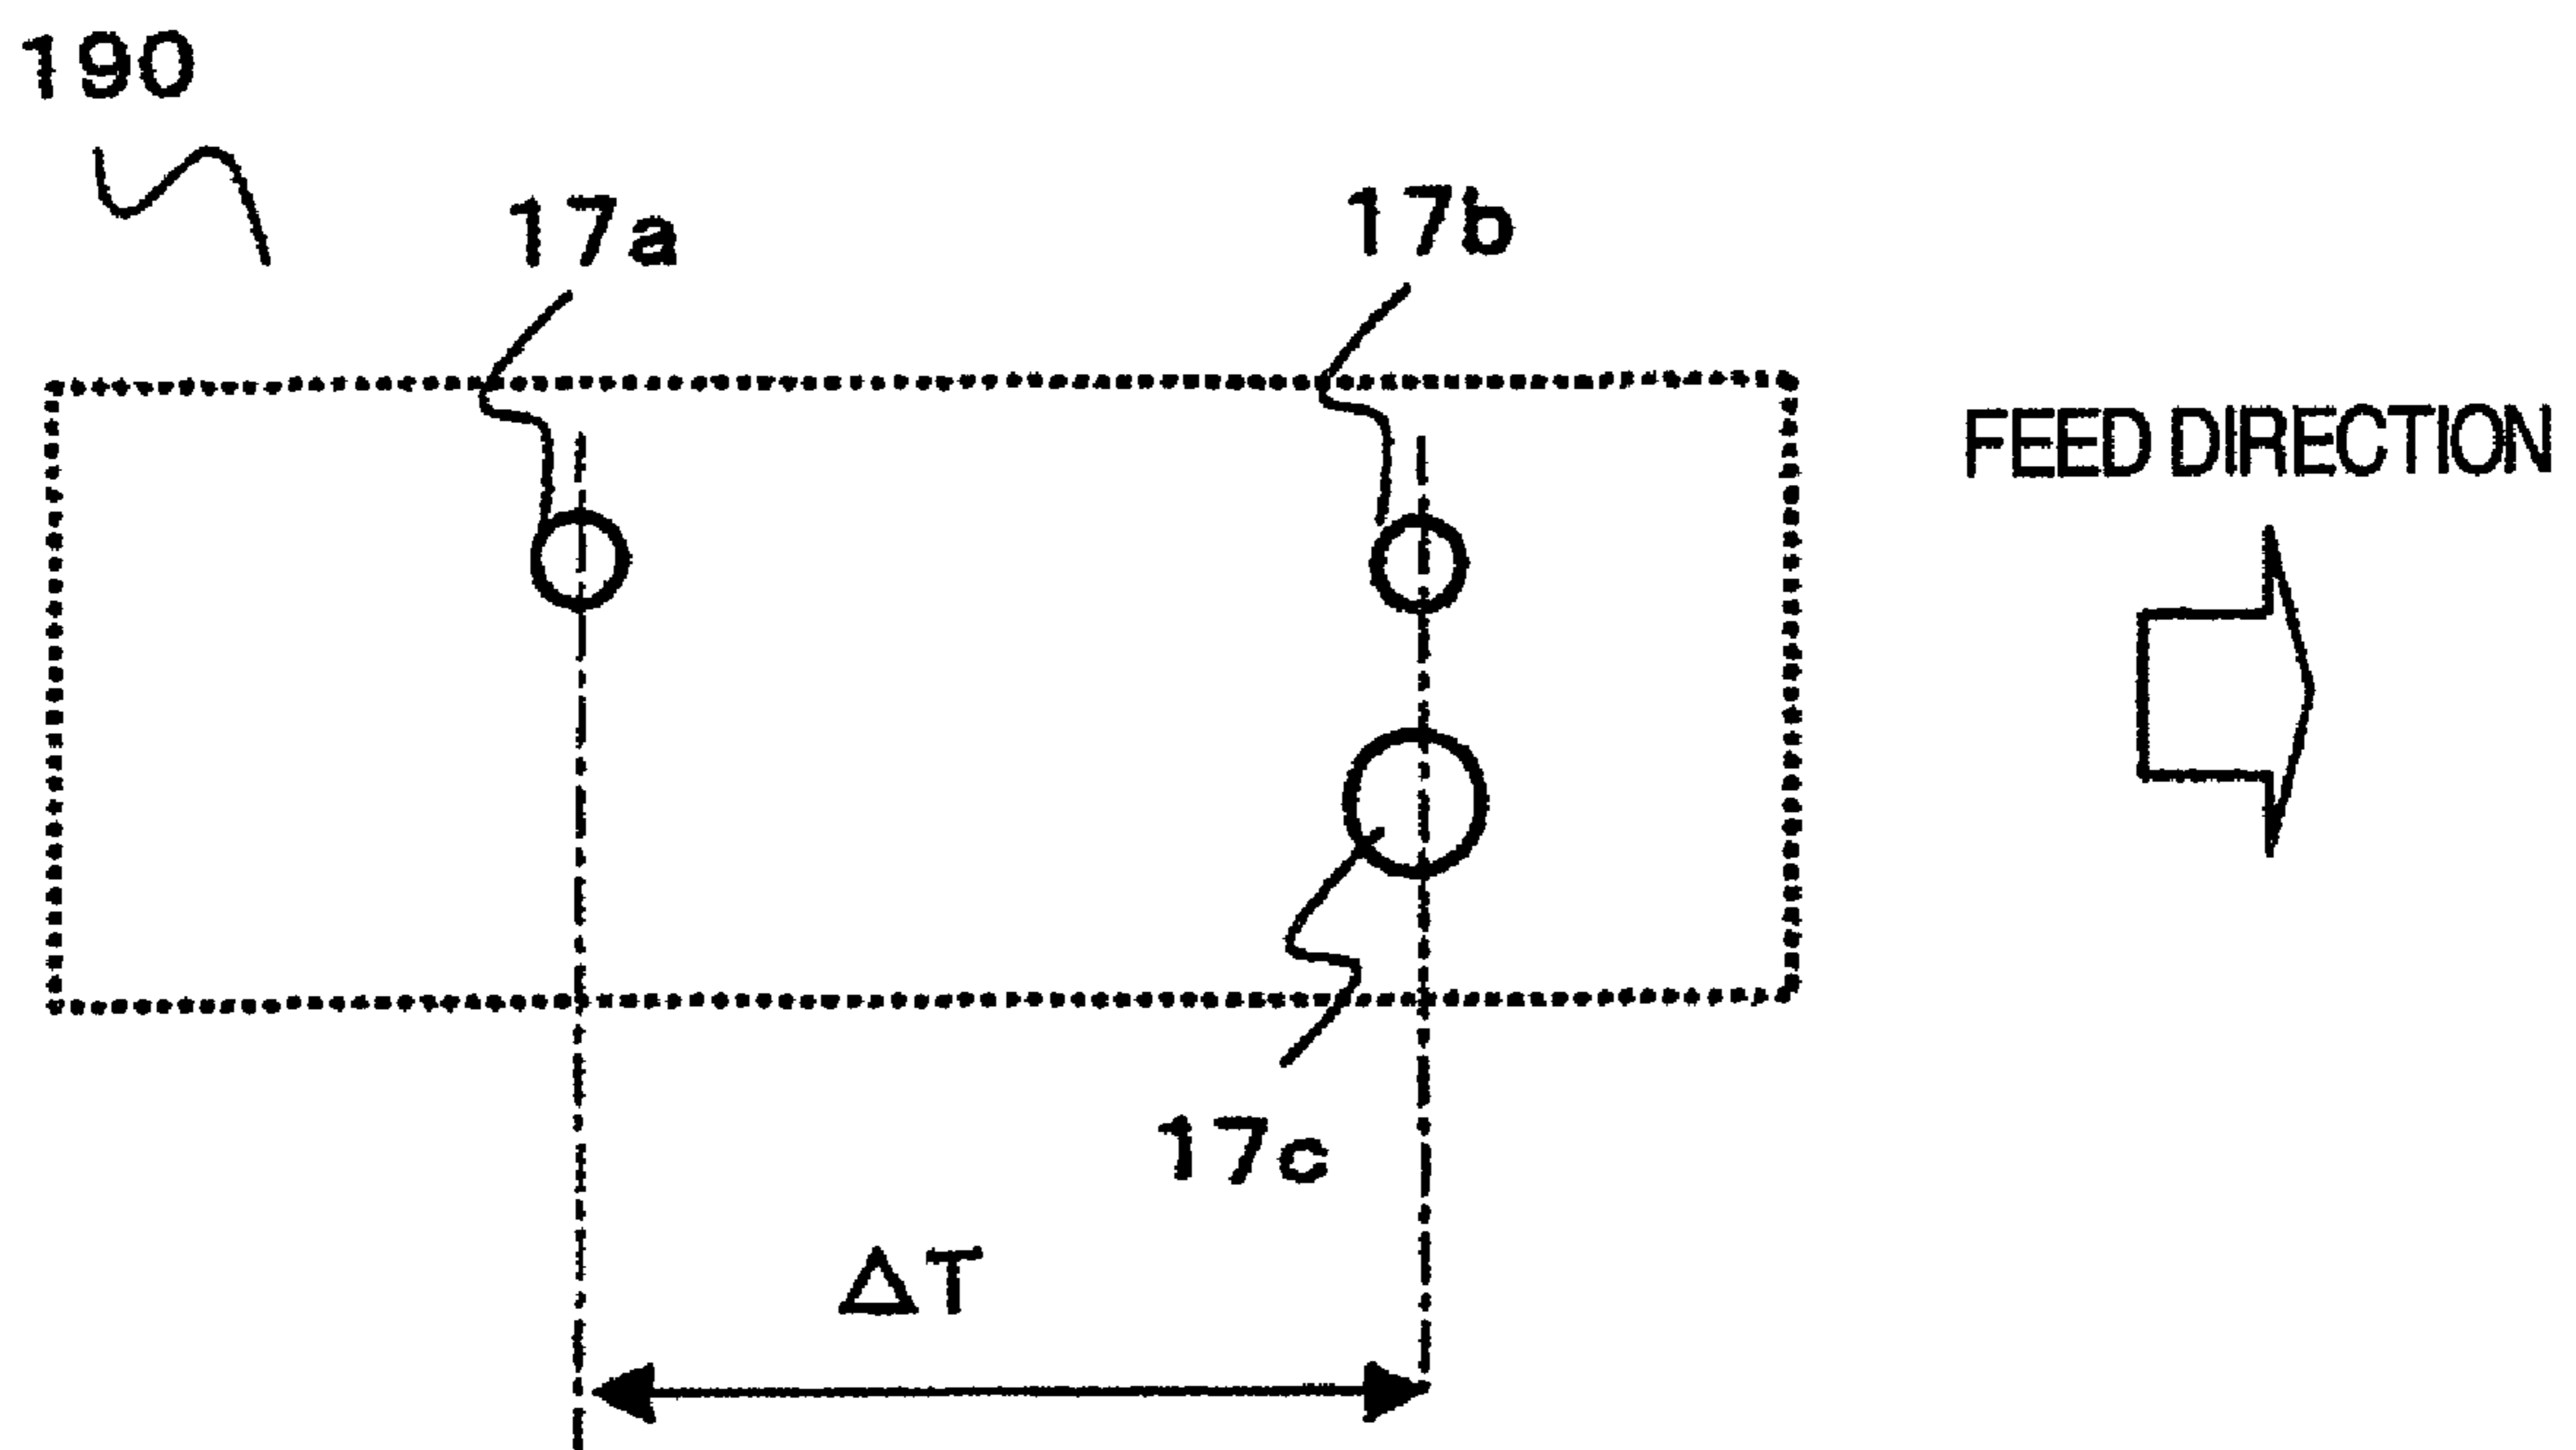 190
17a
17b
FEED DIRECTION
17c
ΔT